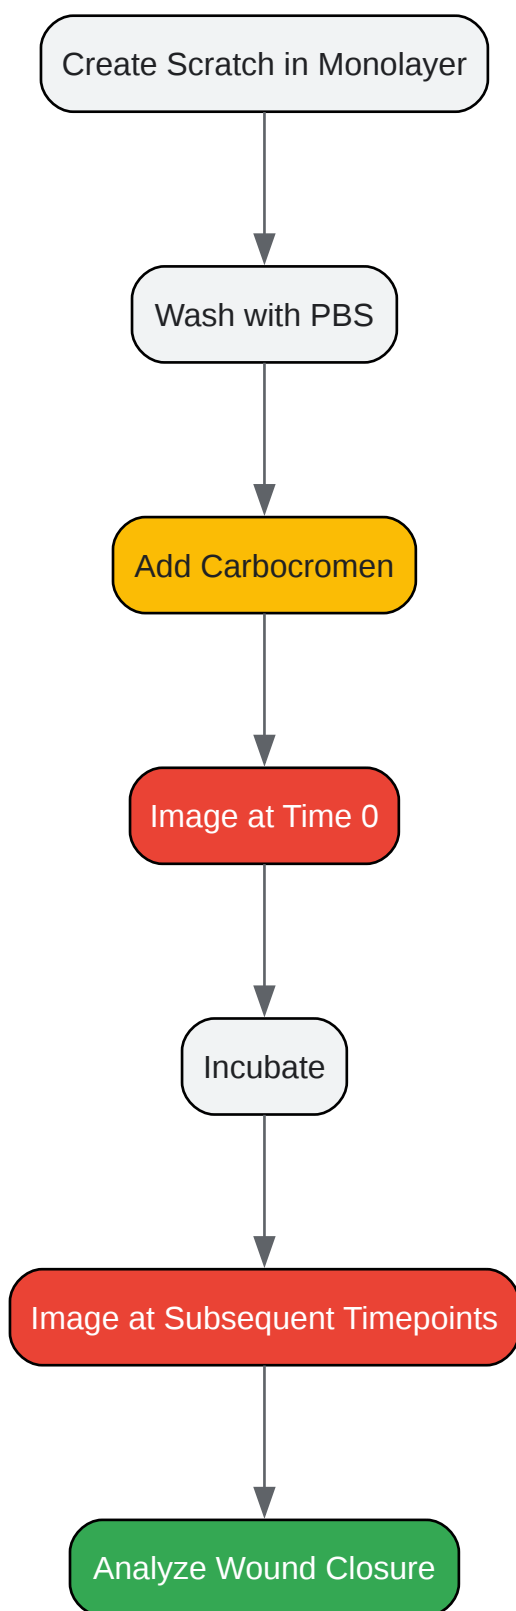 Create Scratch in Monolayer
Wash with PBS
Add Carbocromen
Image at Time 0
Incubate
Image at Subsequent Timepoints
Analyze Wound Closure